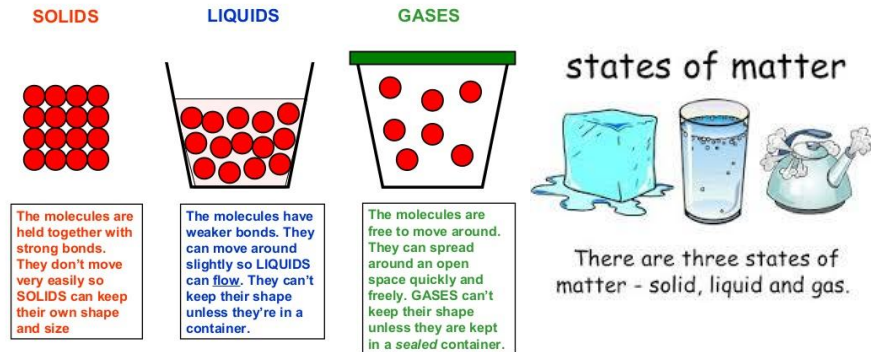 SOLIDS
The molecules are
held together with
strong bonds.
They don't move
very easily so
SOLIDS can keep
their own shape
and size
LIQUIDS
The molecules have
weaker bonds. They
can move around
slightly so LIQUIDS
can flow. They can't
keep their shape
unless they're in a
container.
GASES
The molecules are
free to move around.
They can spread
around an open
space quickly and
freely. GASES can't
keep their shape
unless they are kept
in a sealed container.
states of matter
There are three states of
matter - solid, liquid and gas.